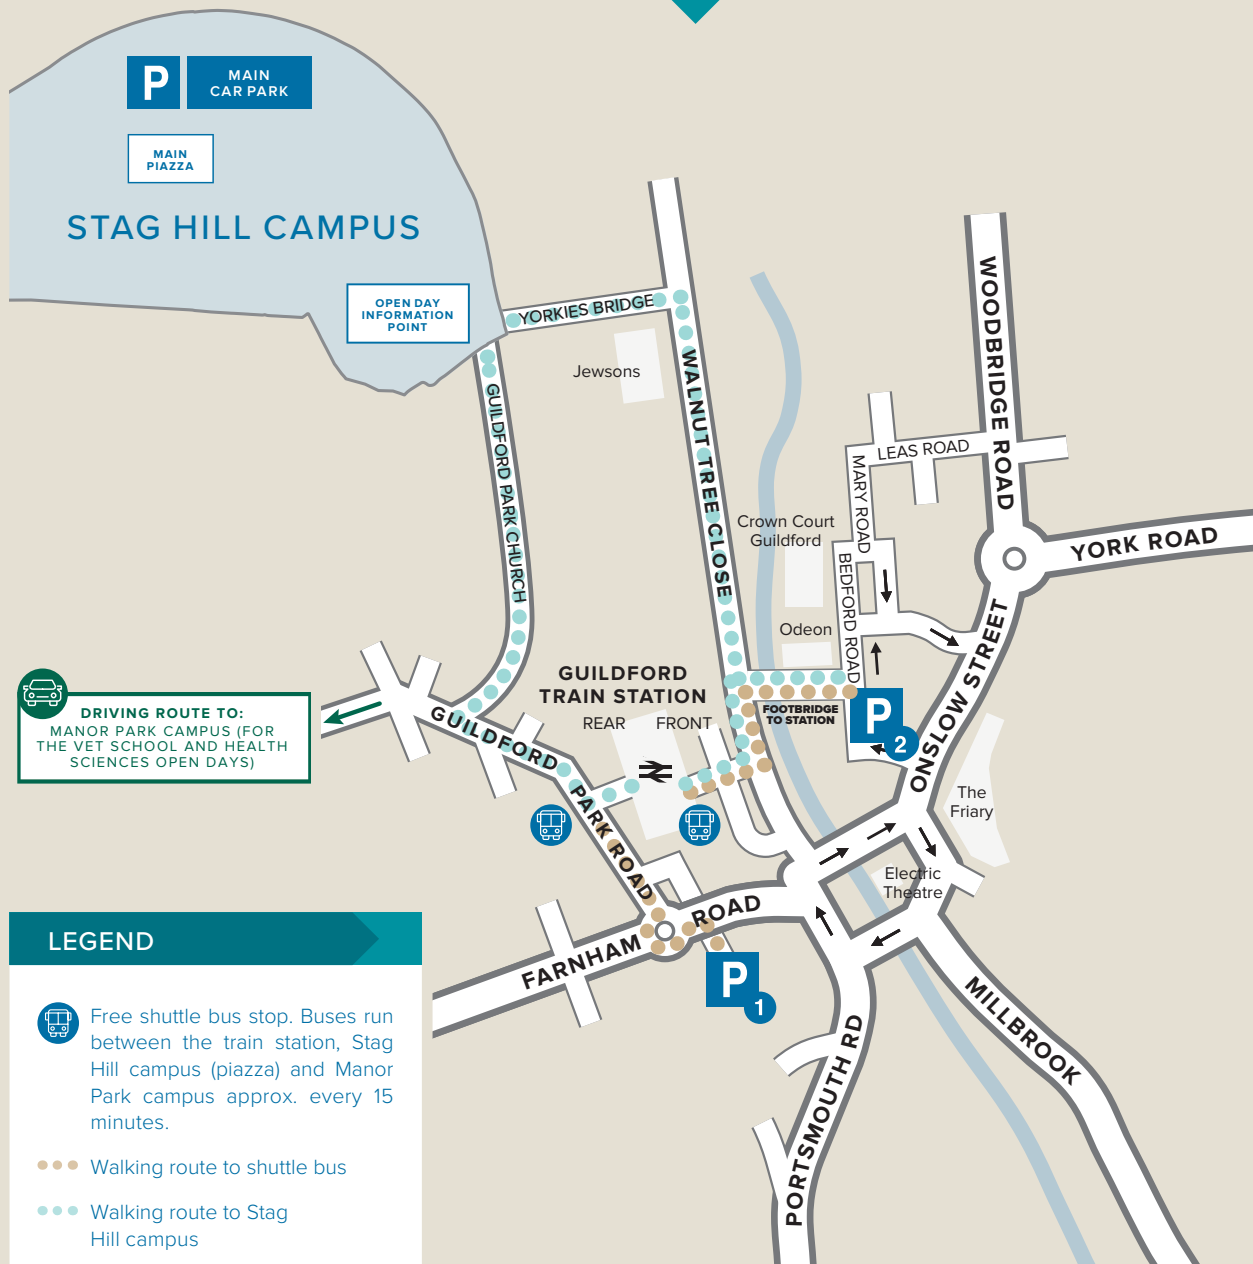 P
MAIN
CAR PARK
MAIN
PIAZZA
STAG HILL CAMPUS
OPEN DAY
INFORMATION
POINT
YORKIES BRIDGE
Jewsons
WALNUT TREE CLOSE
GUILDFORD PARK CHURCH
WOODBRIDGE ROAD
LEAS ROAD
MARY ROAD
Crown Court
Guildford
BEDFORD ROAD
YORK ROAD
Odeon
ONSLOW STREET
GUILDFORD
TRAIN STATION
REAR FRONT
FOOTBRIDGE
TO STATION
P
2
DRIVING ROUTE TO:
MANOR PARK CAMPUS (FOR
THE VET SCHOOL AND HEALTH
SCIENCES OPEN DAYS)
GUILDFORD PARK ROAD
The
Friary
Electric
Theatre
FARNHAM ROAD
P
1
MILLBROOK
PORTSMOUTH RD
LEGEND
Free shuttle bus stop. Buses run
between the train station, Stag
Hill campus (piazza) and Manor
Park campus approx. every 15
minutes.
Walking route to shuttle bus
Walking route to Stag
Hill campus